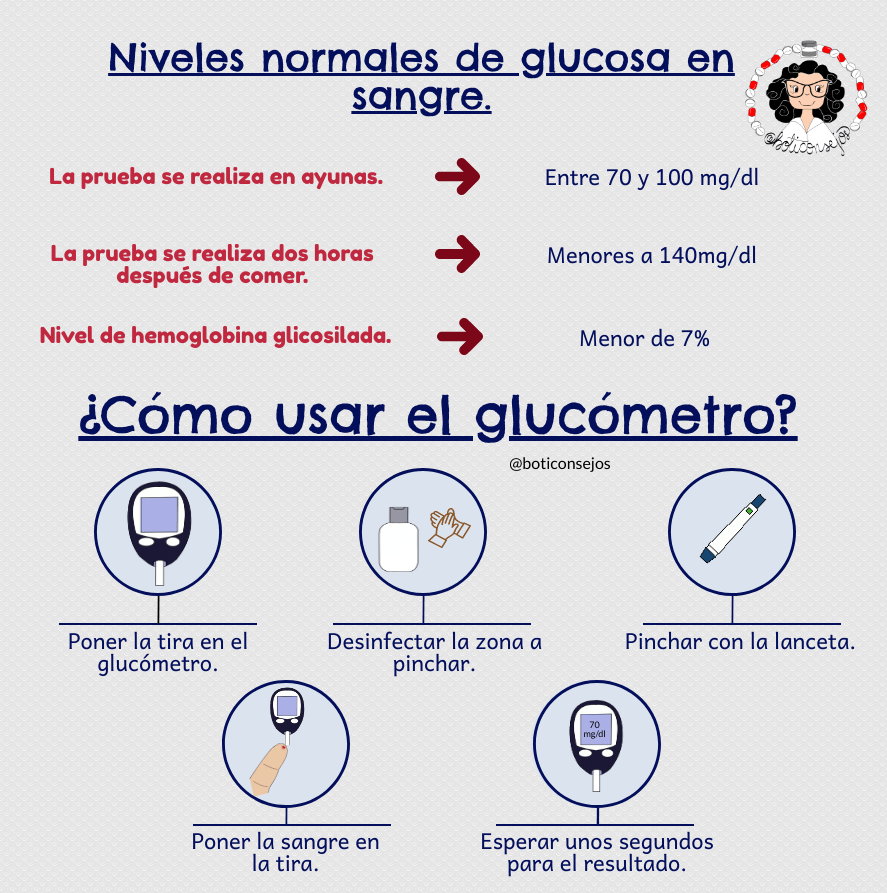 Niveles normales de glucosa en
sangre.
@boticonsejos
La prueba se realiza en ayunas.
Entre 70 y 100 mg/dl
La prueba se realiza dos horas
después de comer.
Menores a 140mg/dl
Nivel de hemoglobina glicosilada.
Menor de 7%
¿Cómo usar el glucómetro?
@boticonsejos
Poner la tira en el
glucómetro.
Desinfectar la zona a
pinchar.
Pinchar con la lanceta.
Poner la sangre en
la tira.
70
mg/dl
Esperar unos segundos
para el resultado.